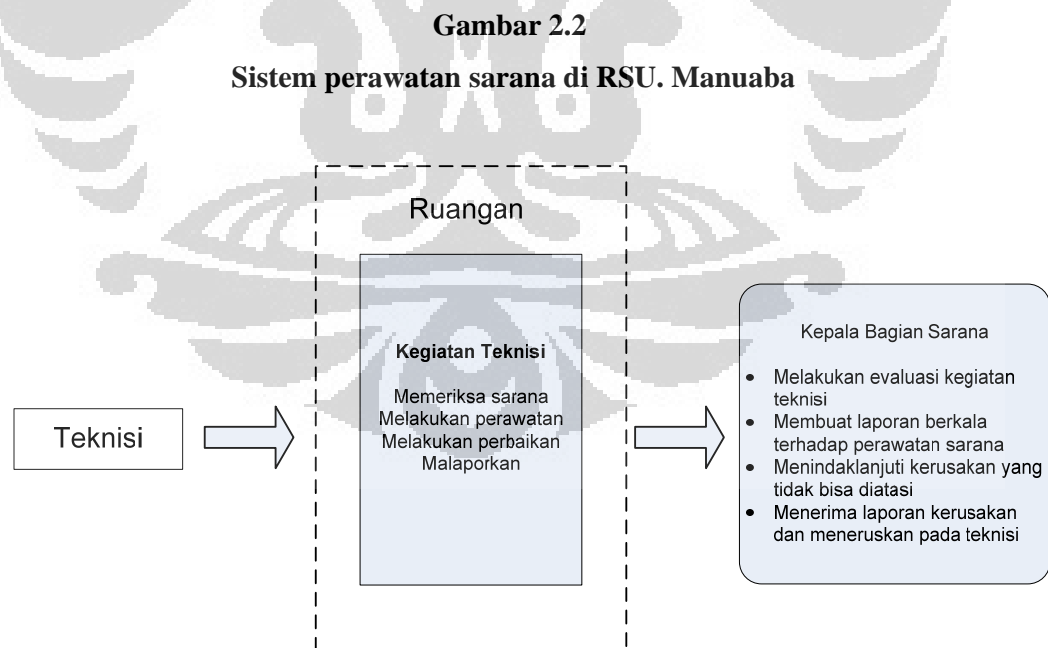 Gambar 2.2
Sistem perawatan sarana di RSU. Manuaba
Ruangan
Teknisi
Kegiatan Teknisi
Memeriksa sarana
Melakukan perawatan
Melakukan perbaikan
Malaporkan
Kepala Bagian Sarana
• Melakukan evaluasi kegiatan
teknisi
• Membuat laporan berkala
terhadap perawatan sarana
• Menindaklanjuti kerusakan yang
tidak bisa diatasi
• Menerima laporan kerusakan
dan meneruskan pada teknisi